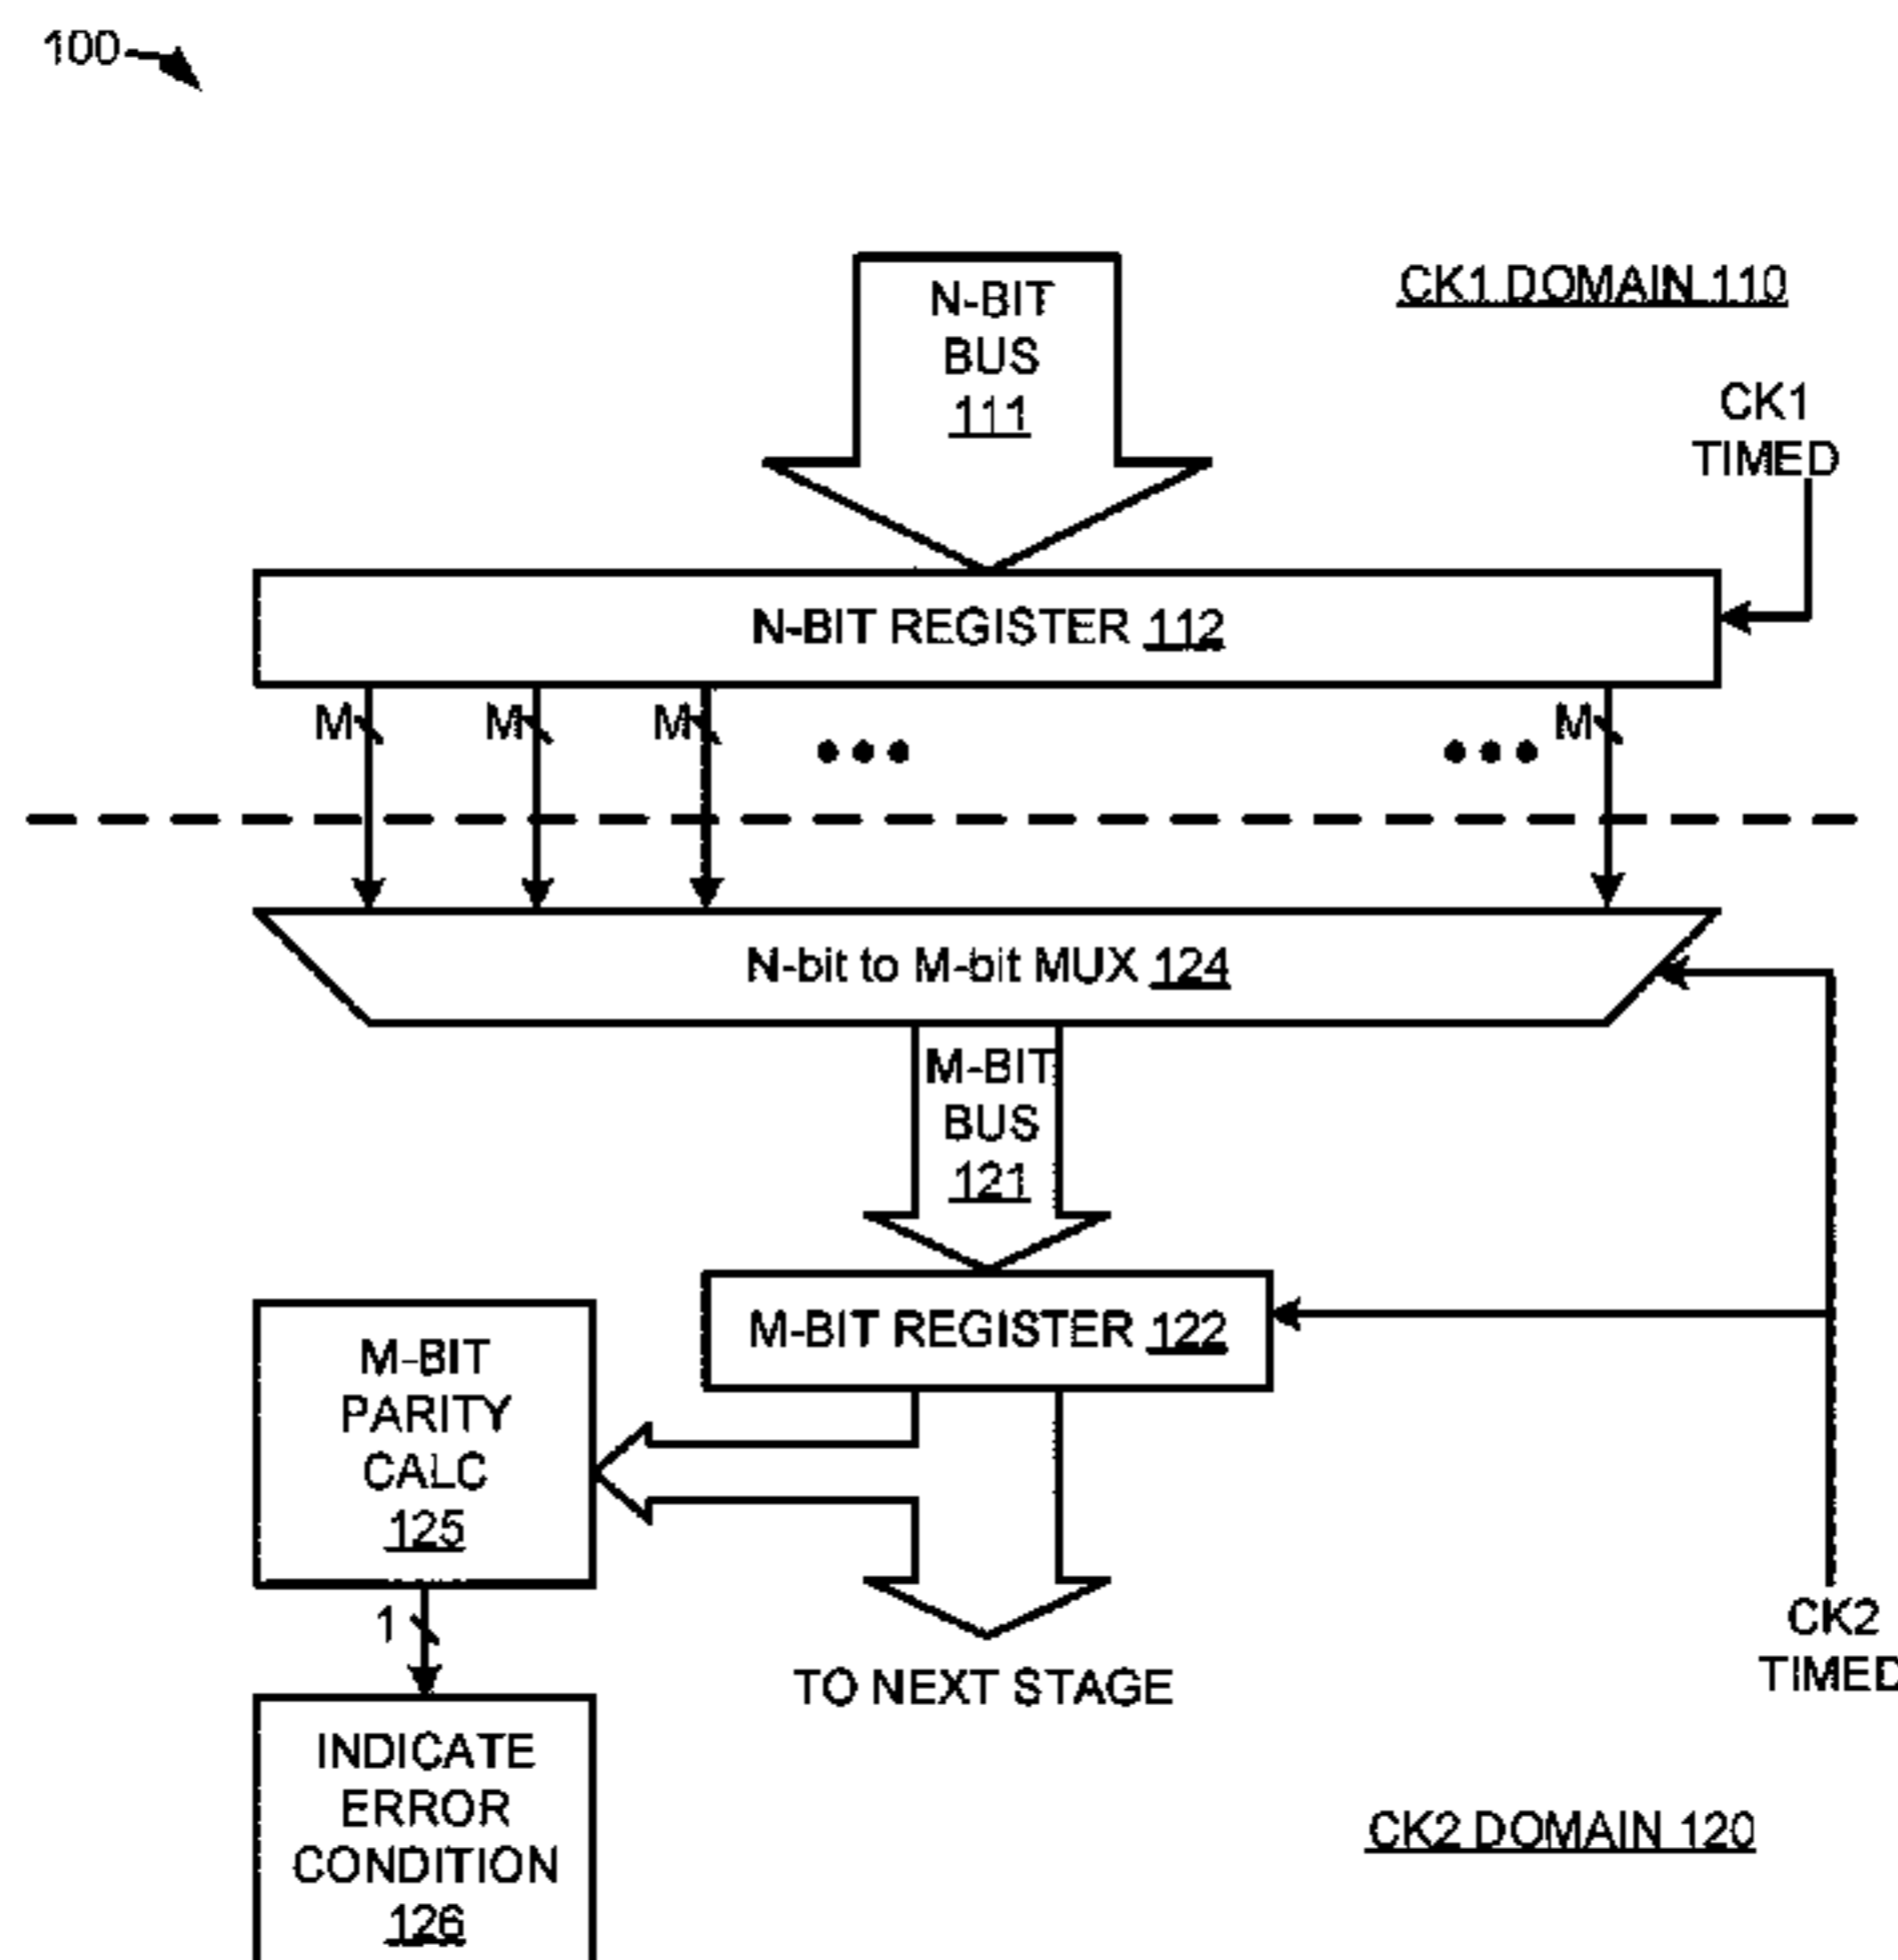 100
N-BIT
BUS
111
CK1 DOMAIN 110
CK1
TIMED
N-BIT REGISTER 112
M M M ••• ••• M
N-bit to M-bit MUX 124
M-BIT
BUS
121
M-BIT REGISTER 122
M-BIT
PARITY
CALC
125
1
TO NEXT STAGE
CK2
TIMED
INDICATE
ERROR
CONDITION
126
CK2 DOMAIN 120